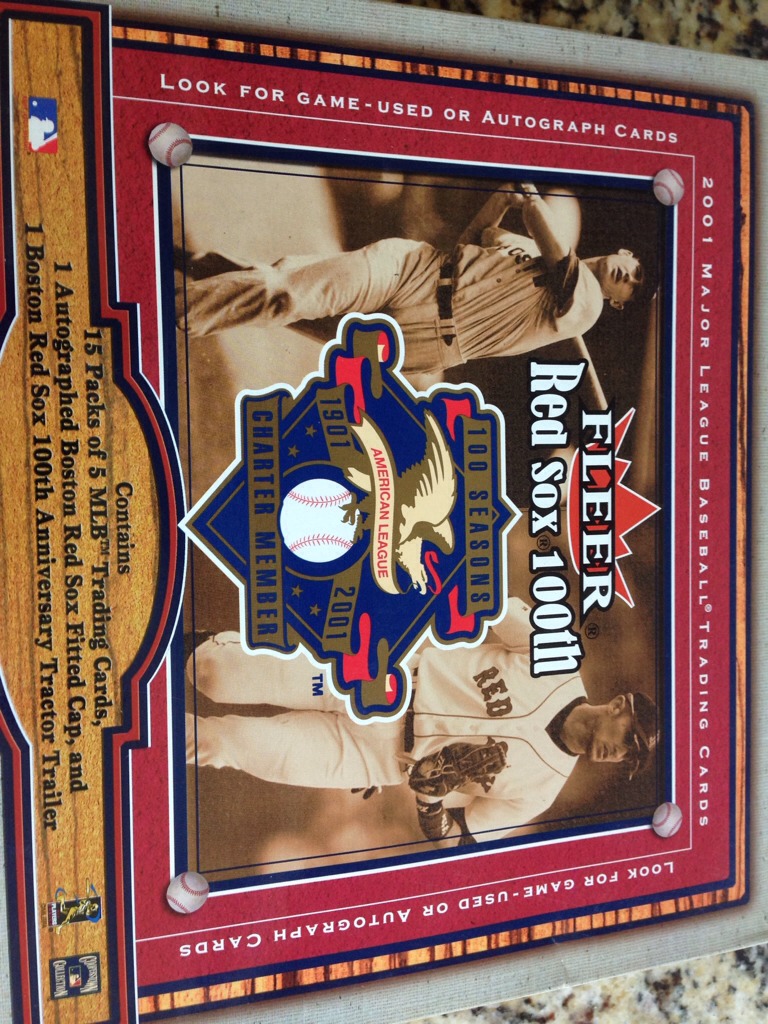 2001 MAJOR LEAGUE BASEBALL® TRADING CARDS
LOOK FOR GAME-USED OR AUTOGRAPH CARDS
LOOK FOR GAME-USED OR AUTOGRAPH CARDS
FLEER®
Red Sox® 100th
100 SEASONS
AMERICAN LEAGUE
1901
2001
CHARTER MEMBER
TM
RED
Contains
15 Packs of 5 MLB™ Trading Cards,
1 Autographed Boston Red Sox Fitted Cap, and
1 Boston Red Sox 100th Anniversary Tractor Trailer
COOPERSTOWN
COLLECTION